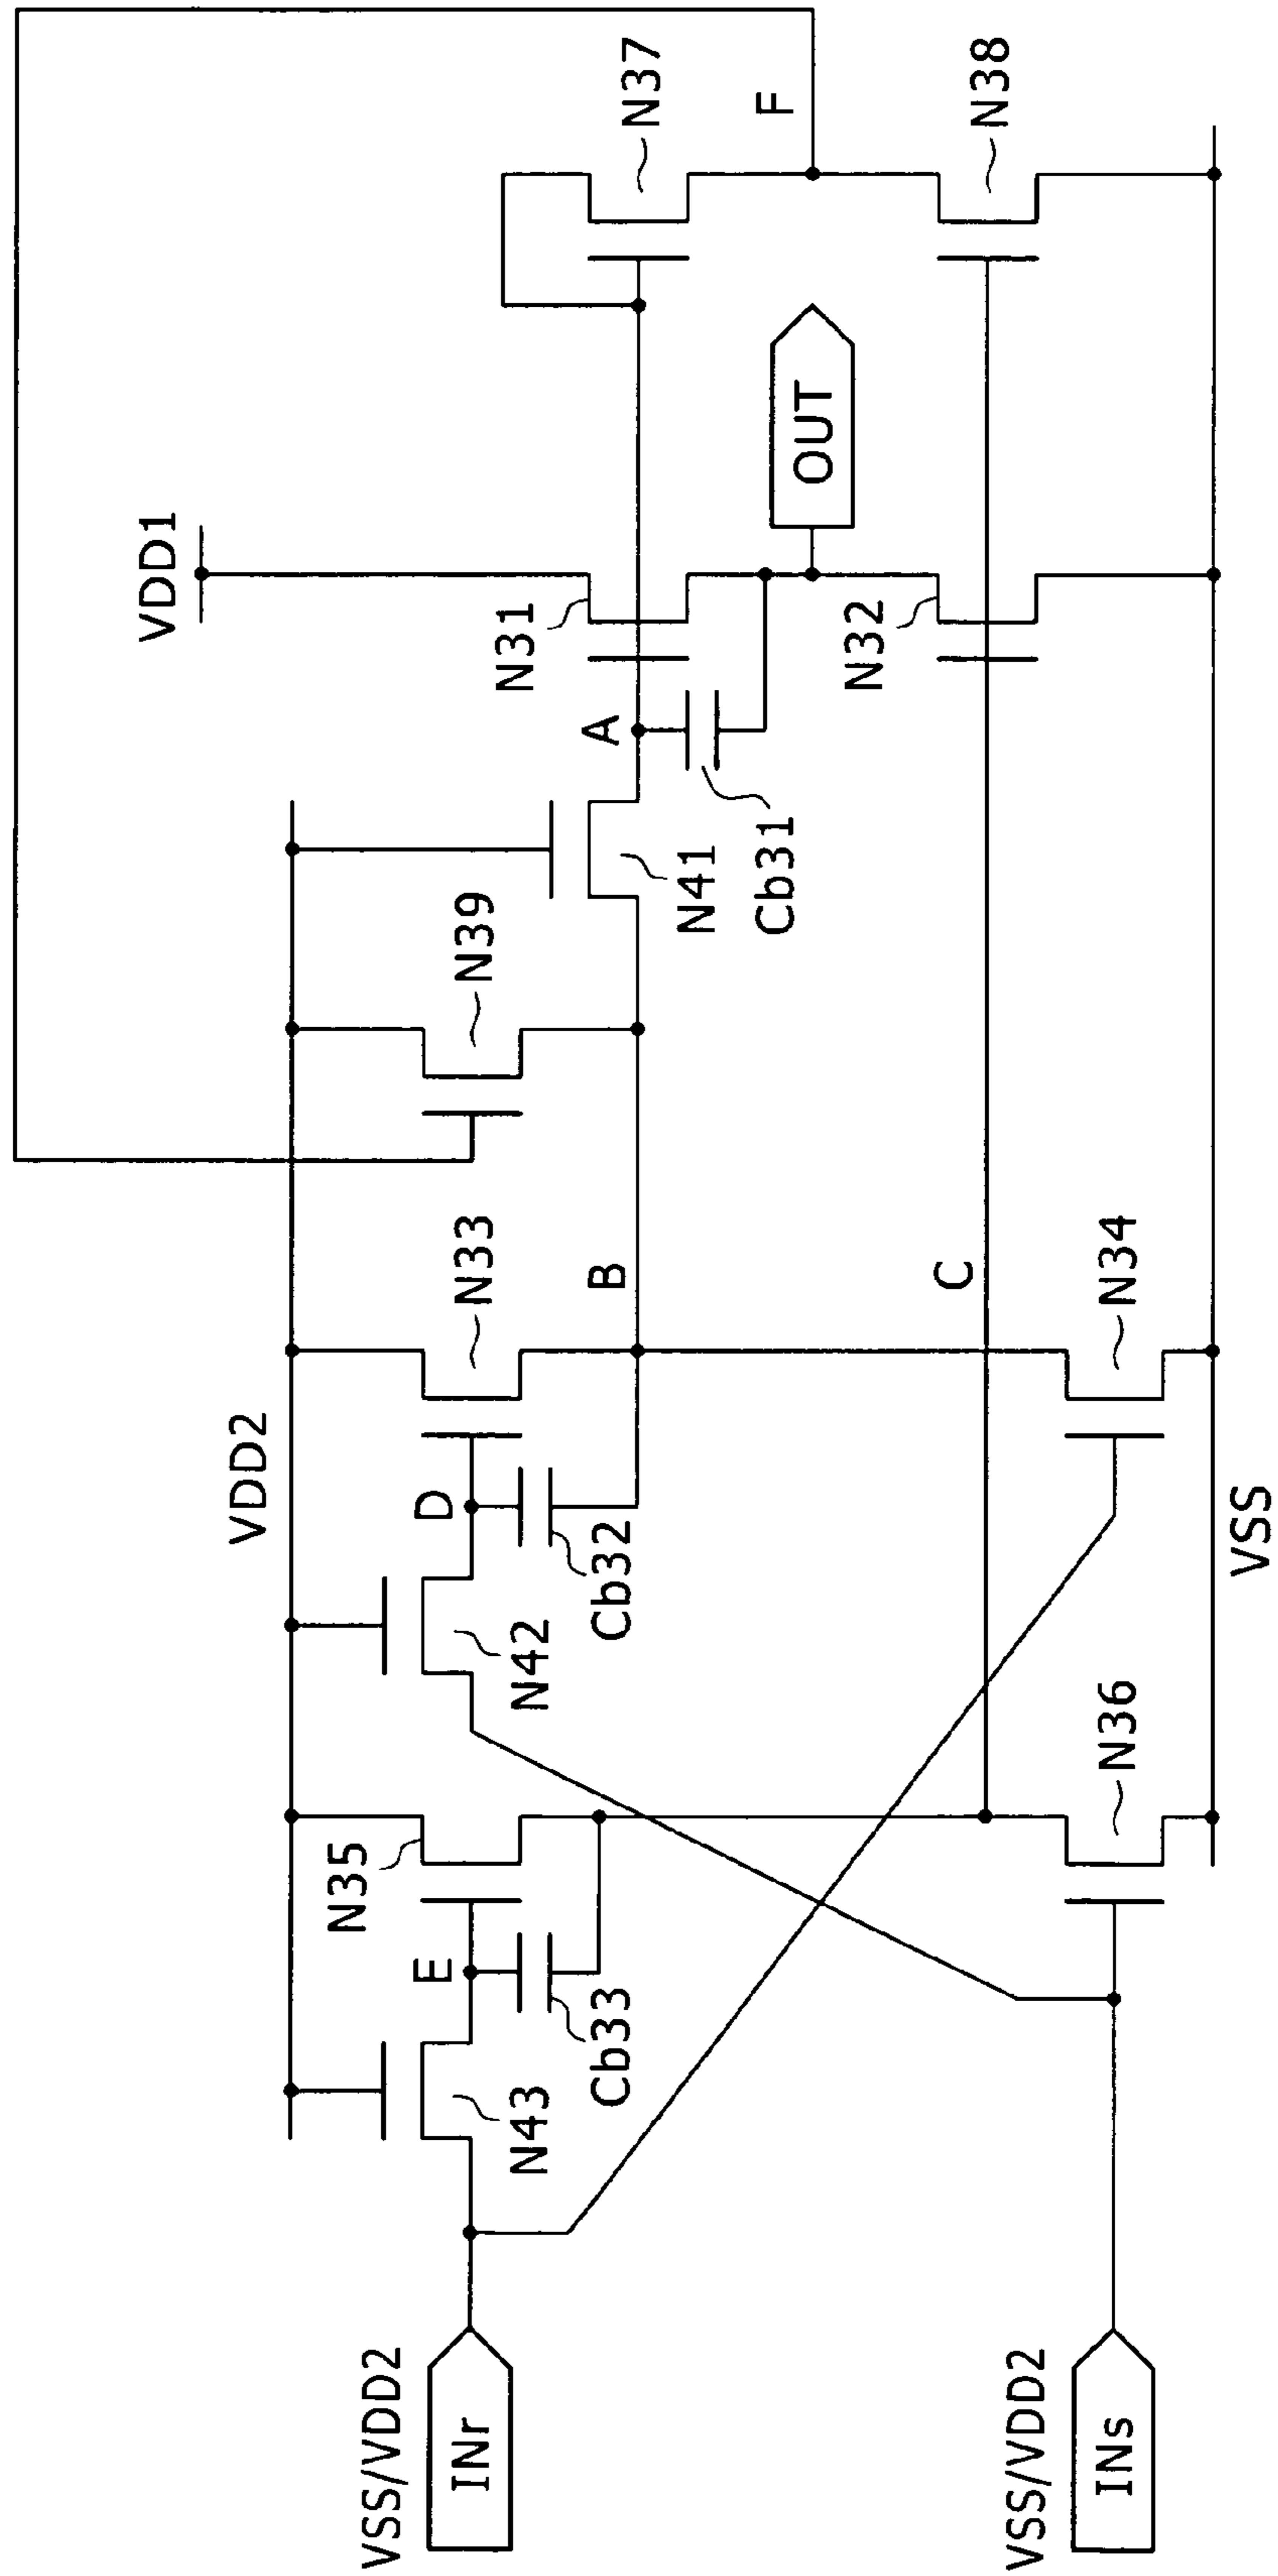 VDD1
VDD2
F
N37
N31
A
N39
N33
N35
D
E
N42
N43
Cb32
Cb33
B
N41
Cb31
OUT
N32
N38
C
N34
N36
VSS
VSS/VDD2
INr
VSS/VDD2
INs